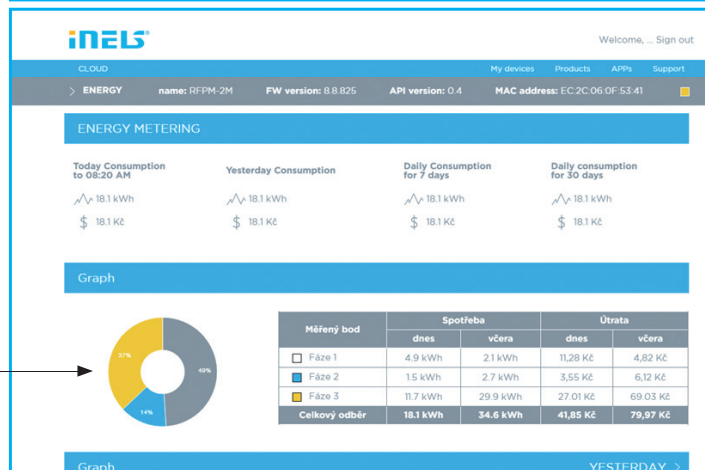 iNELS
Welcome, ... Sign out
CLOUD My devices Products APPs Support
> ENERGY name: RFPM-2M FW version: 8.8.825 API version: 0.4 MAC address: EC:2C:06:0F:53:41
ENERGY METERING
Today Consumption
to 08:20 AM
18.1 kWh
$ 18.1 Kč
Yesterday Consumption
18.1 kWh
$ 18.1 Kč
Daily Consumption
for 7 days
18.1 kWh
$ 18.1 Kč
Daily consumption
for 30 days
18.1 kWh
$ 18.1 Kč
Graph
37%
49%
14%
Měřený bod Spotřeba Útrata
dnes včera dnes včera
Fáze 1 4.9 kWh 2.1 kWh 11,28 Kč 4,82 Kč
Fáze 2 1.5 kWh 2.7 kWh 3,55 Kč 6,12 Kč
Fáze 3 11.7 kWh 29.9 kWh 27.01 Kč 69.03 Kč
Celkový odběr 18.1 kWh 34.6 kWh 41,85 Kč 79,97 Kč
Graph YESTERDAY >